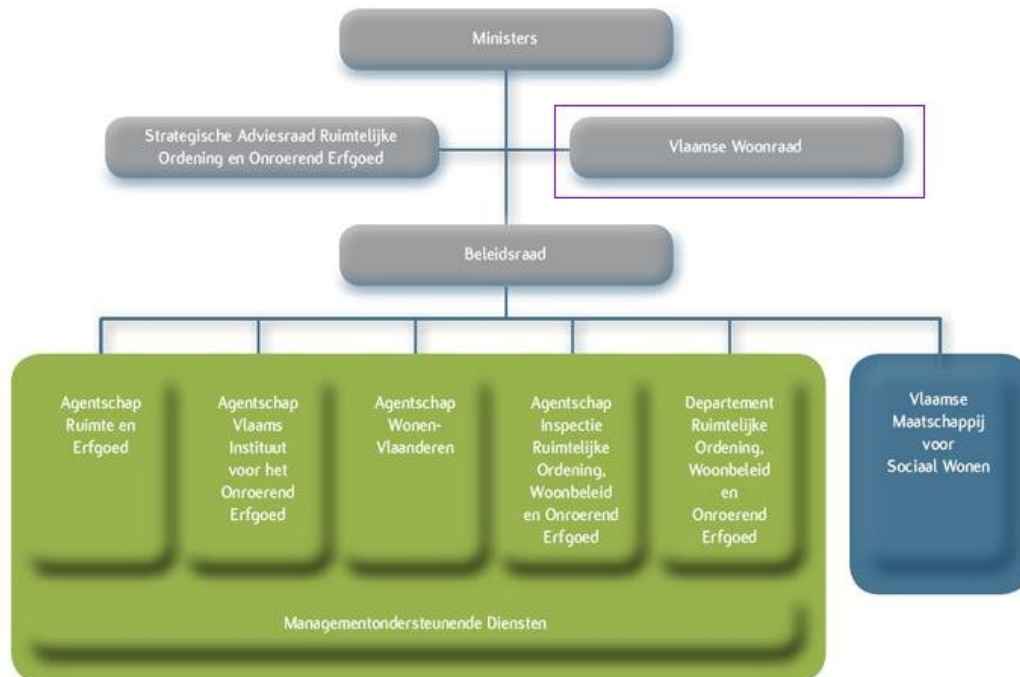 Ministers
Strategische Adviesraad Ruimtelijke
Ordening en Onroerend Erfgoed
Vlaamse Woonraad
Beleidsraad
Agentschap
Ruimte en
Erfgoed
Agentschap
Vlaams
Instituut
voor het
Onroerend
Erfgoed
Agentschap
Wonen-
Vlaanderen
Agentschap
Inspectie
Ruimtelijke
Ordening,
Woonbeleid
en Onroerend
Erfgoed
Departement
Ruimtelijke
Ordening,
Woonbeleid
en
Onroerend
Erfgoed
Vlaamse
Maatschappij
voor
Sociaal Wonen
Managementondersteunende Diensten